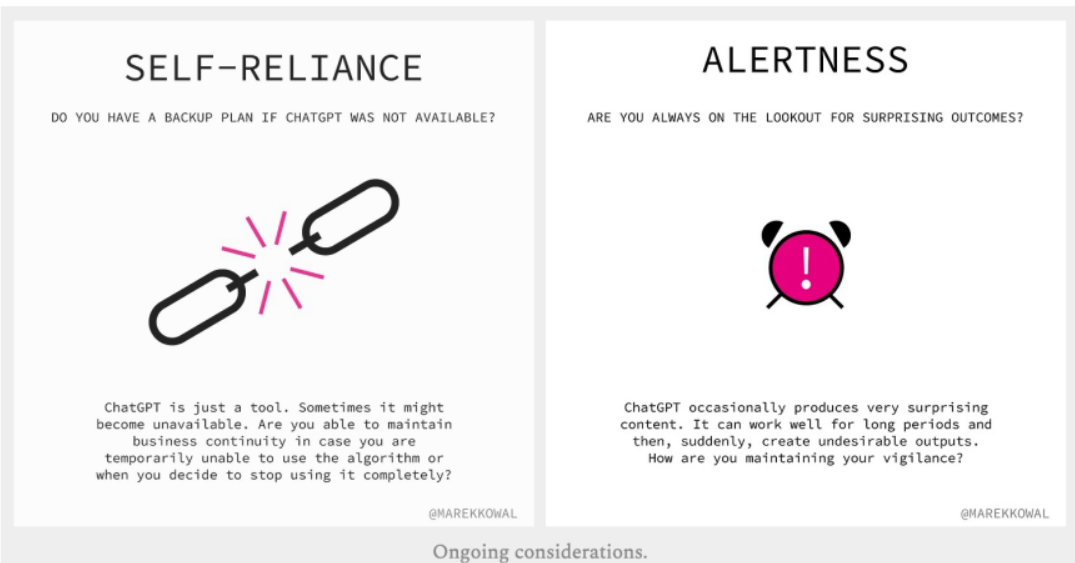 SELF-RELIANCE
DO YOU HAVE A BACKUP PLAN IF CHATGPT WAS NOT AVAILABLE?
ChatGPT is just a tool. Sometimes it might
become unavailable. Are you able to maintain
business continuity in case you are
temporarily unable to use the algorithm or
when you decide to stop using it completely?
@MAREKKOWAL
ALERTNESS
ARE YOU ALWAYS ON THE LOOKOUT FOR SURPRISING OUTCOMES?
!
ChatGPT occasionally produces very surprising
content. It can work well for long periods and
then, suddenly, create undesirable outputs.
How are you maintaining your vigilance?
@MAREKKOWAL
Ongoing considerations.